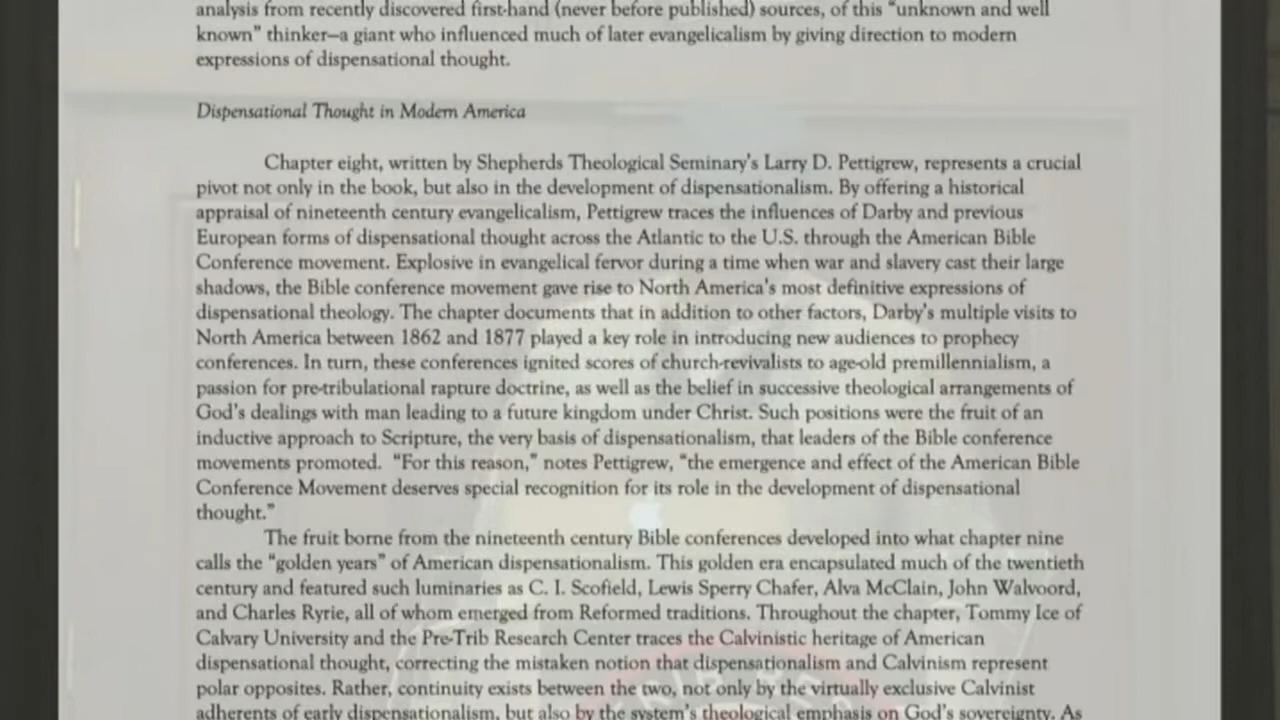 analysis from recently discovered first-hand (never before published) sources, of this “unknown and well
known” thinker—a giant who influenced much of later evangelicalism by giving direction to modern
expressions of dispensational thought.
Dispensational Thought in Modern America
Chapter eight, written by Shepherds Theological Seminary's Larry D. Pettigrew, represents a crucial
pivot not only in the book, but also in the development of dispensationalism. By offering a historical
appraisal of nineteenth century evangelicalism, Pettigrew traces the influences of Darby and previous
European forms of dispensational thought across the Atlantic to the U.S. through the American Bible
Conference movement. Explosive in evangelical fervor during a time when war and slavery cast their large
shadows, the Bible conference movement gave rise to North America's most definitive expressions of
dispensational theology. The chapter documents that in addition to other factors, Darby's multiple visits to
North America between 1862 and 1877 played a key role in introducing new audiences to prophecy
conferences. In turn, these conferences ignited scores of church-revivalists to age-old premillennialism, a
passion for pre-tribulational rapture doctrine, as well as the belief in successive theological arrangements of
God's dealings with man leading to a future kingdom under Christ. Such positions were the fruit of an
inductive approach to Scripture, the very basis of dispensationalism, that leaders of the Bible conference
movements promoted. “For this reason,” notes Pettigrew, “the emergence and effect of the American Bible
Conference Movement deserves special recognition for its role in the development of dispensational
thought.”
The fruit borne from the nineteenth century Bible conferences developed into what chapter nine
calls the “golden years” of American dispensationalism. This golden era encapsulated much of the twentieth
century and featured such luminaries as C. I. Scofield, Lewis Sperry Chafer, Alva McClain, John Walvoord,
and Charles Ryrie, all of whom emerged from Reformed traditions. Throughout the chapter, Tommy Ice of
Calvary University and the Pre-Trib Research Center traces the Calvinistic heritage of American
dispensational thought, correcting the mistaken notion that dispensationalism and Calvinism represent
polar opposites. Rather, continuity exists between the two, not only by the virtually exclusive Calvinist
adherents of early dispensationalism, but also by the system's theological emphasis on God's sovereignty. As